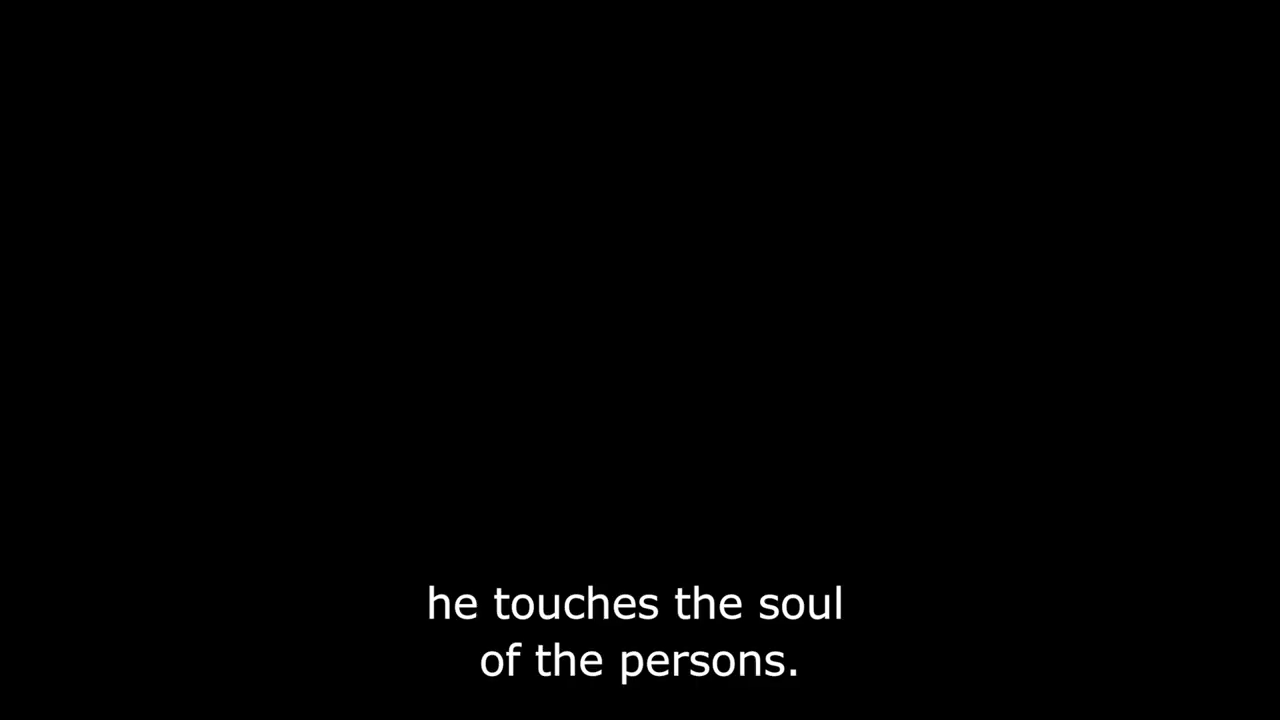 he touches the soul
of the persons.